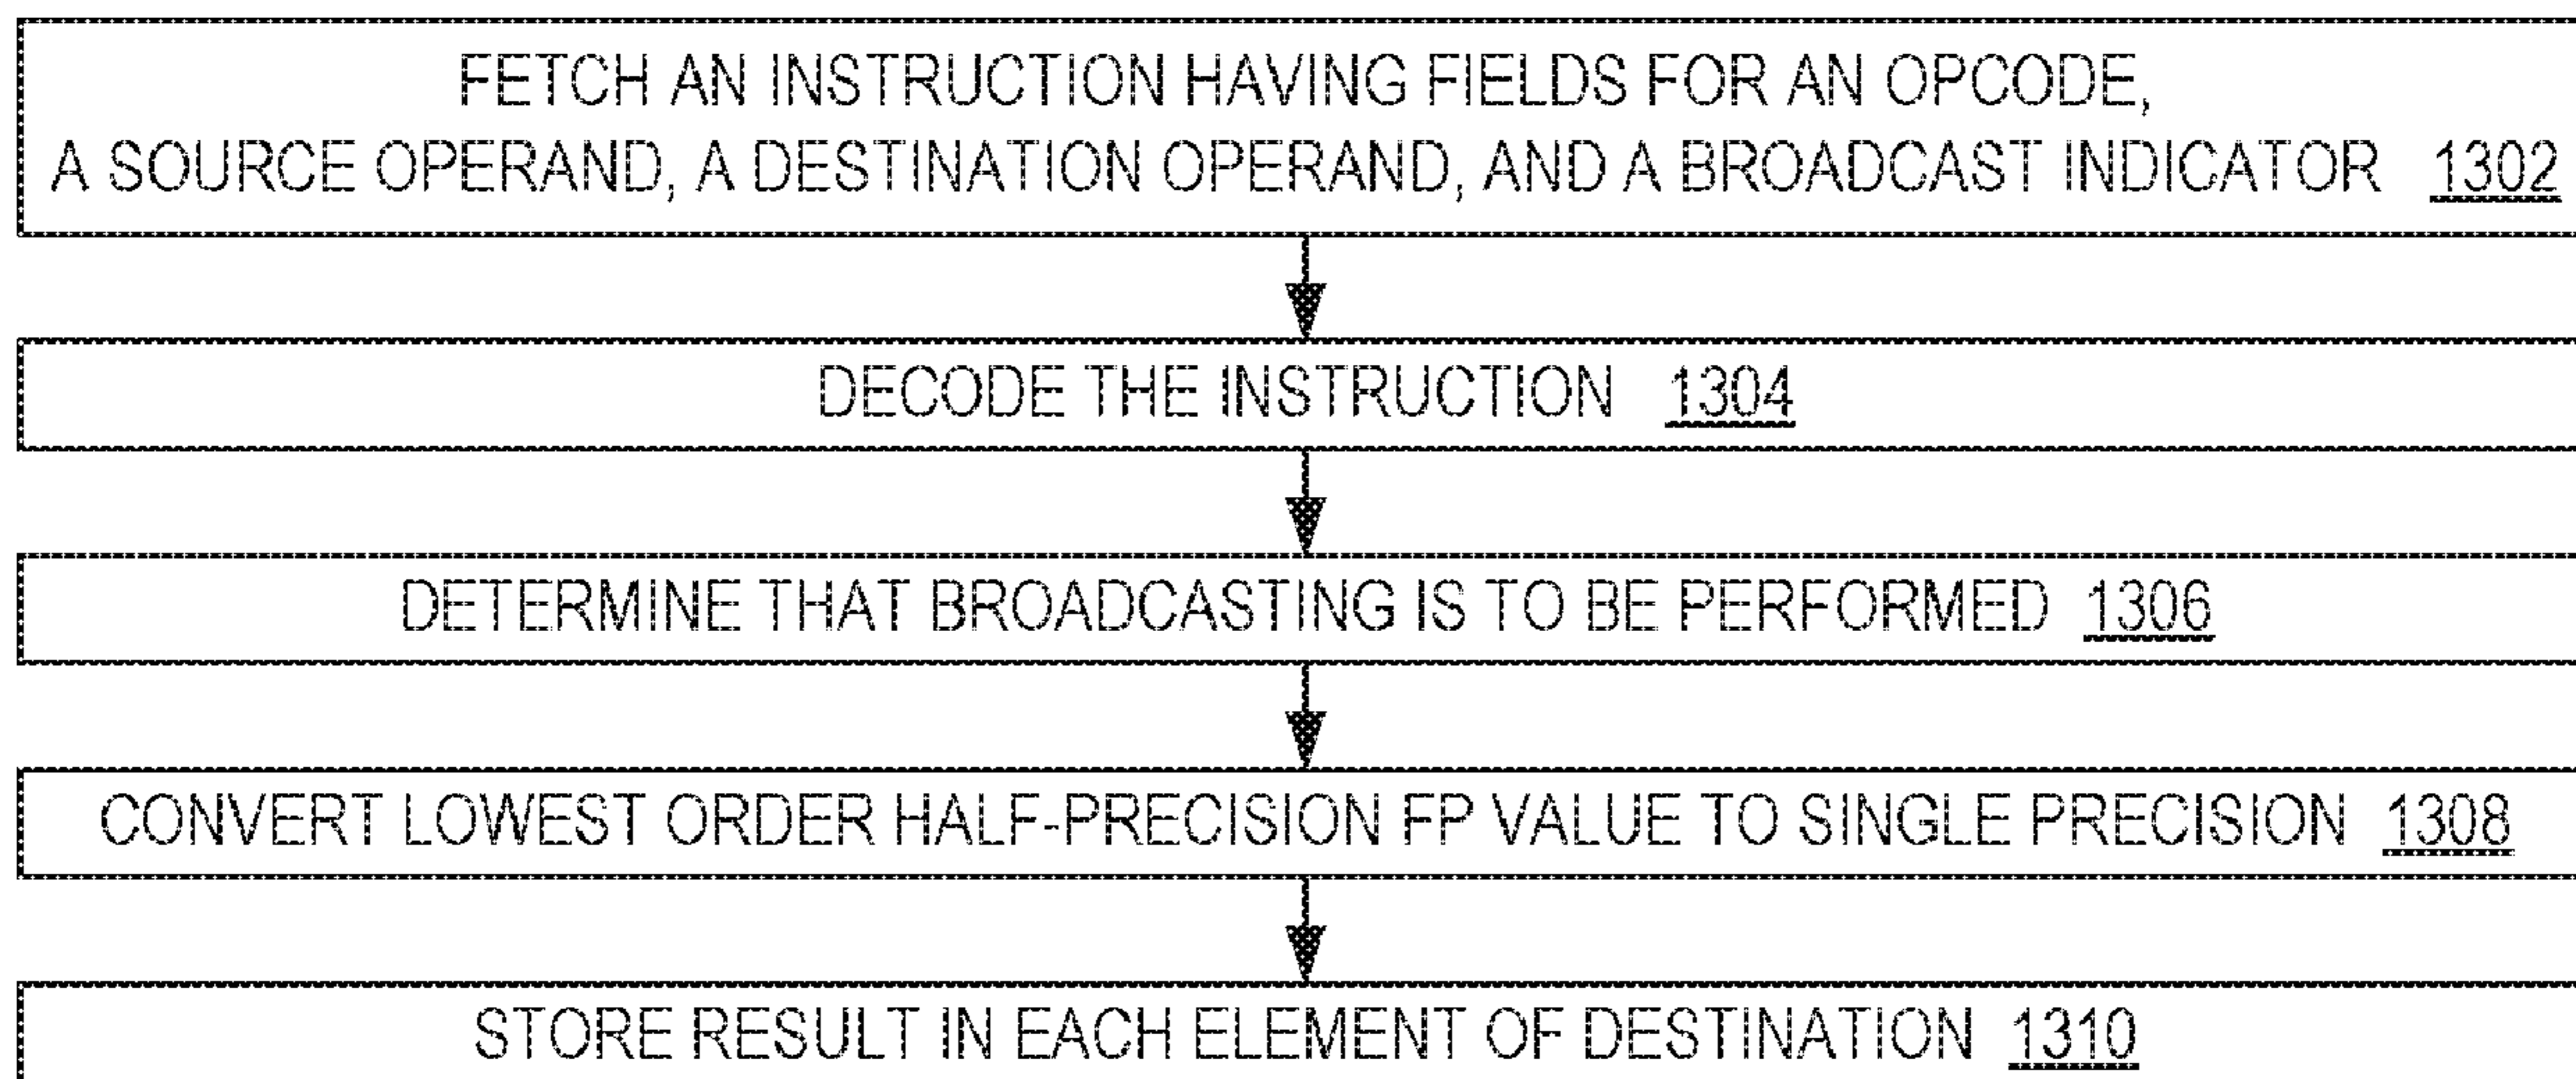 FETCH AN INSTRUCTION HAVING FIELDS FOR AN OPCODE,
A SOURCE OPERAND, A DESTINATION OPERAND, AND A BROADCAST INDICATOR 1302
DECODE THE INSTRUCTION 1304
DETERMINE THAT BROADCASTING IS TO BE PERFORMED 1306
CONVERT LOWEST ORDER HALF-PRECISION FP VALUE TO SINGLE PRECISION 1308
STORE RESULT IN EACH ELEMENT OF DESTINATION 1310